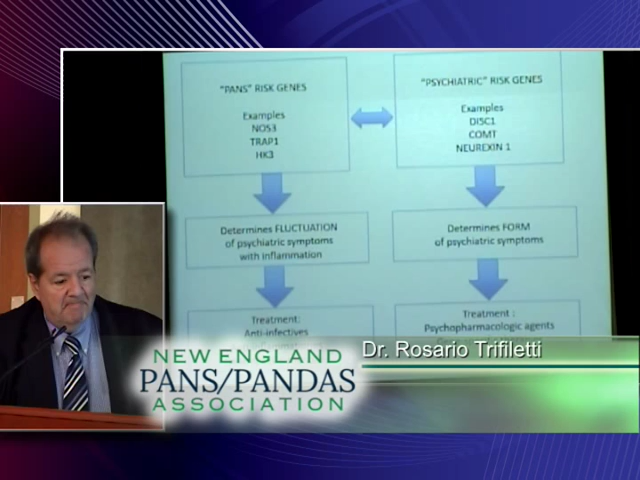 "PANS" RISK GENES
Examples
NOS3
TRAP1
HK3
"PSYCHIATRIC" RISK GENES
Examples
DISC1
COMT
NEUREXIN 1
Determines FLUCTUATION
of psychiatric symptoms
with inflammation
Determines FORM
of psychiatric symptoms
Treatment:
Anti-infectives
Treatment :
Psychopharmacologic agents
Dr. Rosario Trifiletti
NEW ENGLAND
PANS/PANDAS
ASSOCIATION